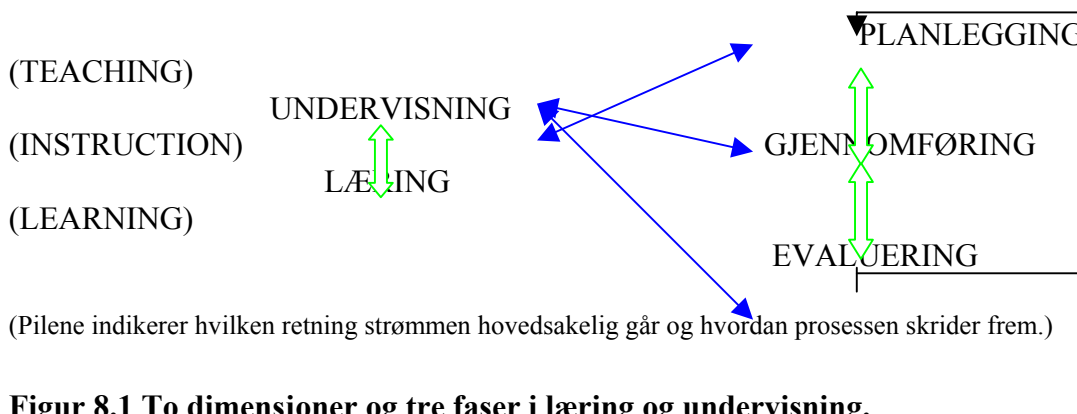 PLANLEGGING
(TEACHING)
UNDERVISNING
(INSTRUCTION)
GJENNOMFØRING
LÆRING
(LEARNING)
EVALUERING
(Pilene indikerer hvilken retning strømmen hovedsakelig går og hvordan prosessen skrider frem.)
Figur 8.1 To dimensjoner og tre faser i læring og undervisning.